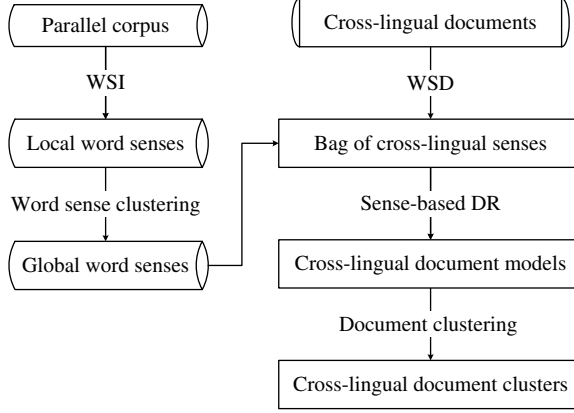 Parallel corpus
WSI
Local word senses
Word sense clustering
Global word senses
Cross-lingual documents
WSD
Bag of cross-lingual senses
Sense-based DR
Cross-lingual document models
Document clustering
Cross-lingual document clusters